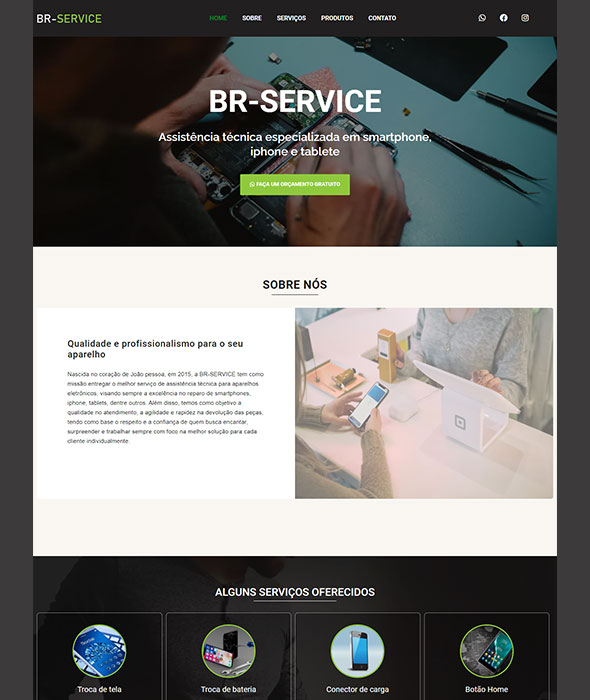 BR-SERVICE
HOME SOBRE SERVIÇOS PRODUTOS CONTATO
BR-SERVICE
Assistência técnica especializada em smartphone,
iphone e tablete
FAÇA UM ORÇAMENTO GRATUITO
SOBRE NÓS
Qualidade e profissionalismo para o seu
aparelho
Nascida no coração de João pessoa, em 2015, a BR-SERVICE tem como
missão entregar o melhor serviço de assistência técnica para aparelhos
eletrônicos, visando sempre a excelência no reparo de smartphones,
iphone, tablets, dentre outros. Além disso, temos como objetivo a
qualidade no atendimento, a agilidade e rapidez na devolução das peças,
tendo como base o respeito e a confiança de quem busca encantar,
surpreender e trabalhar sempre com foco na melhor solução para cada
cliente individualmente.
ALGUNS SERVIÇOS OFERECIDOS
Troca de tela
Troca de bateria
Conector de carga
Botão Home